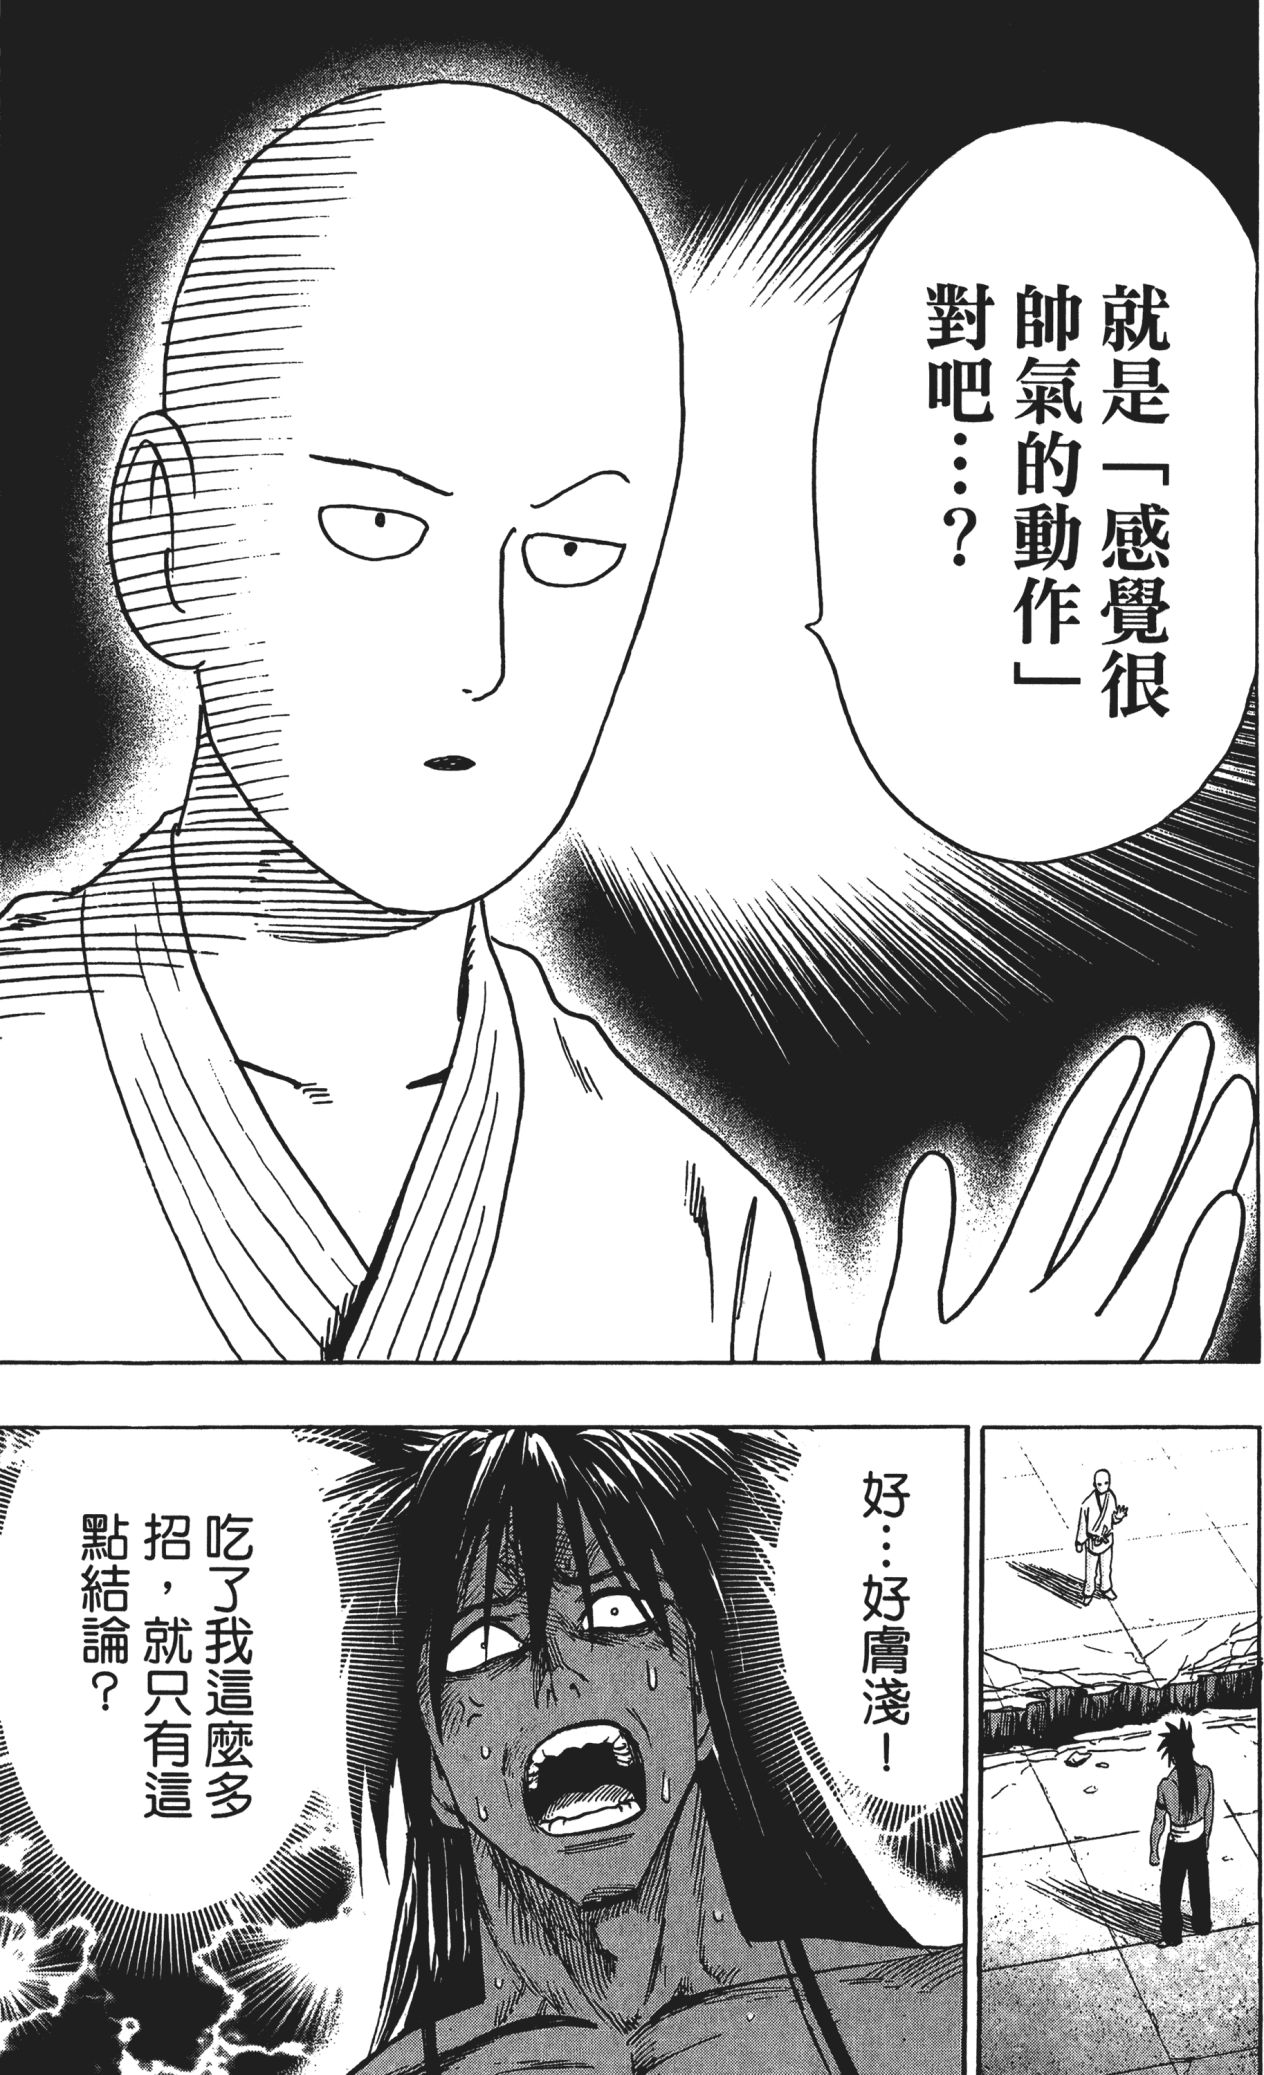 就是「感覺很
帥氣的動作」
對吧…？
好…好膚淺！
吃了我這麼多
招，就只有這
點結論？